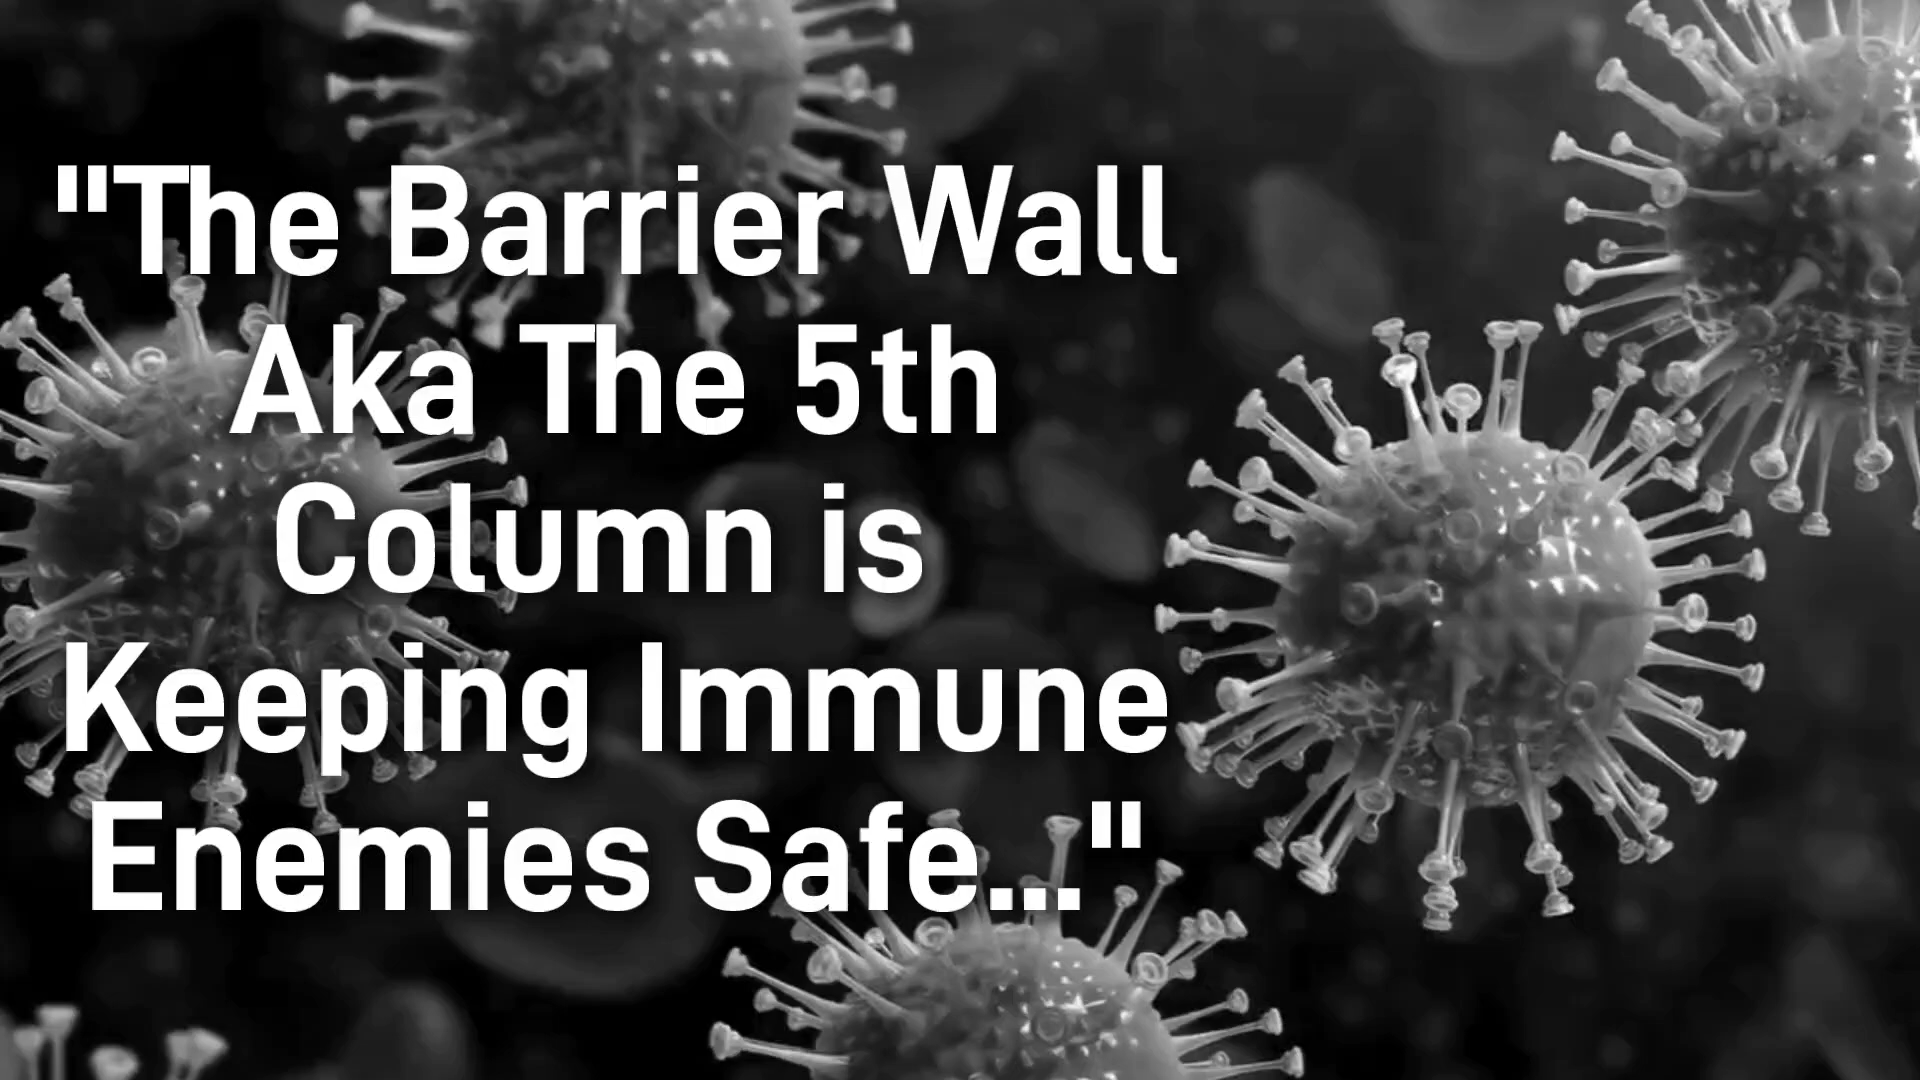 "The Barrier Wall
Aka The 5th
Column is
Keeping Immune
Enemies Safe..."